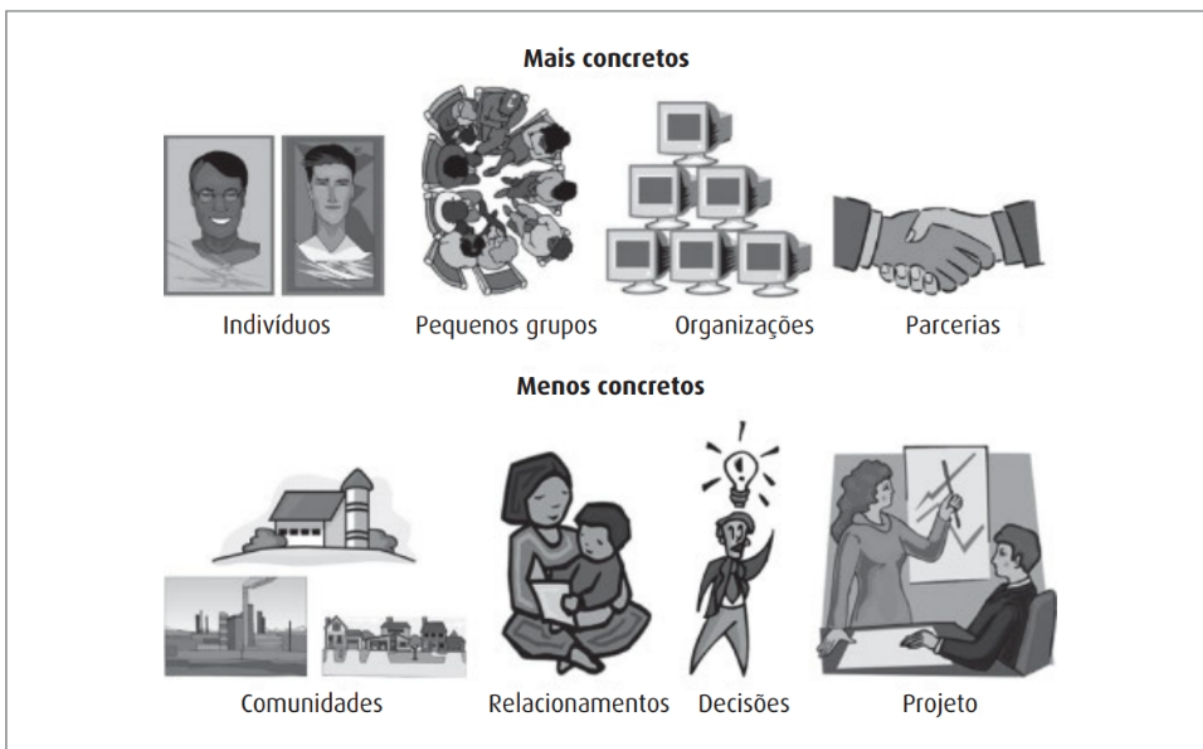 Mais concretos
Indivíduos Pequenos grupos Organizações Parcerias
Menos concretos
Comunidades Relacionamentos Decisões Projeto